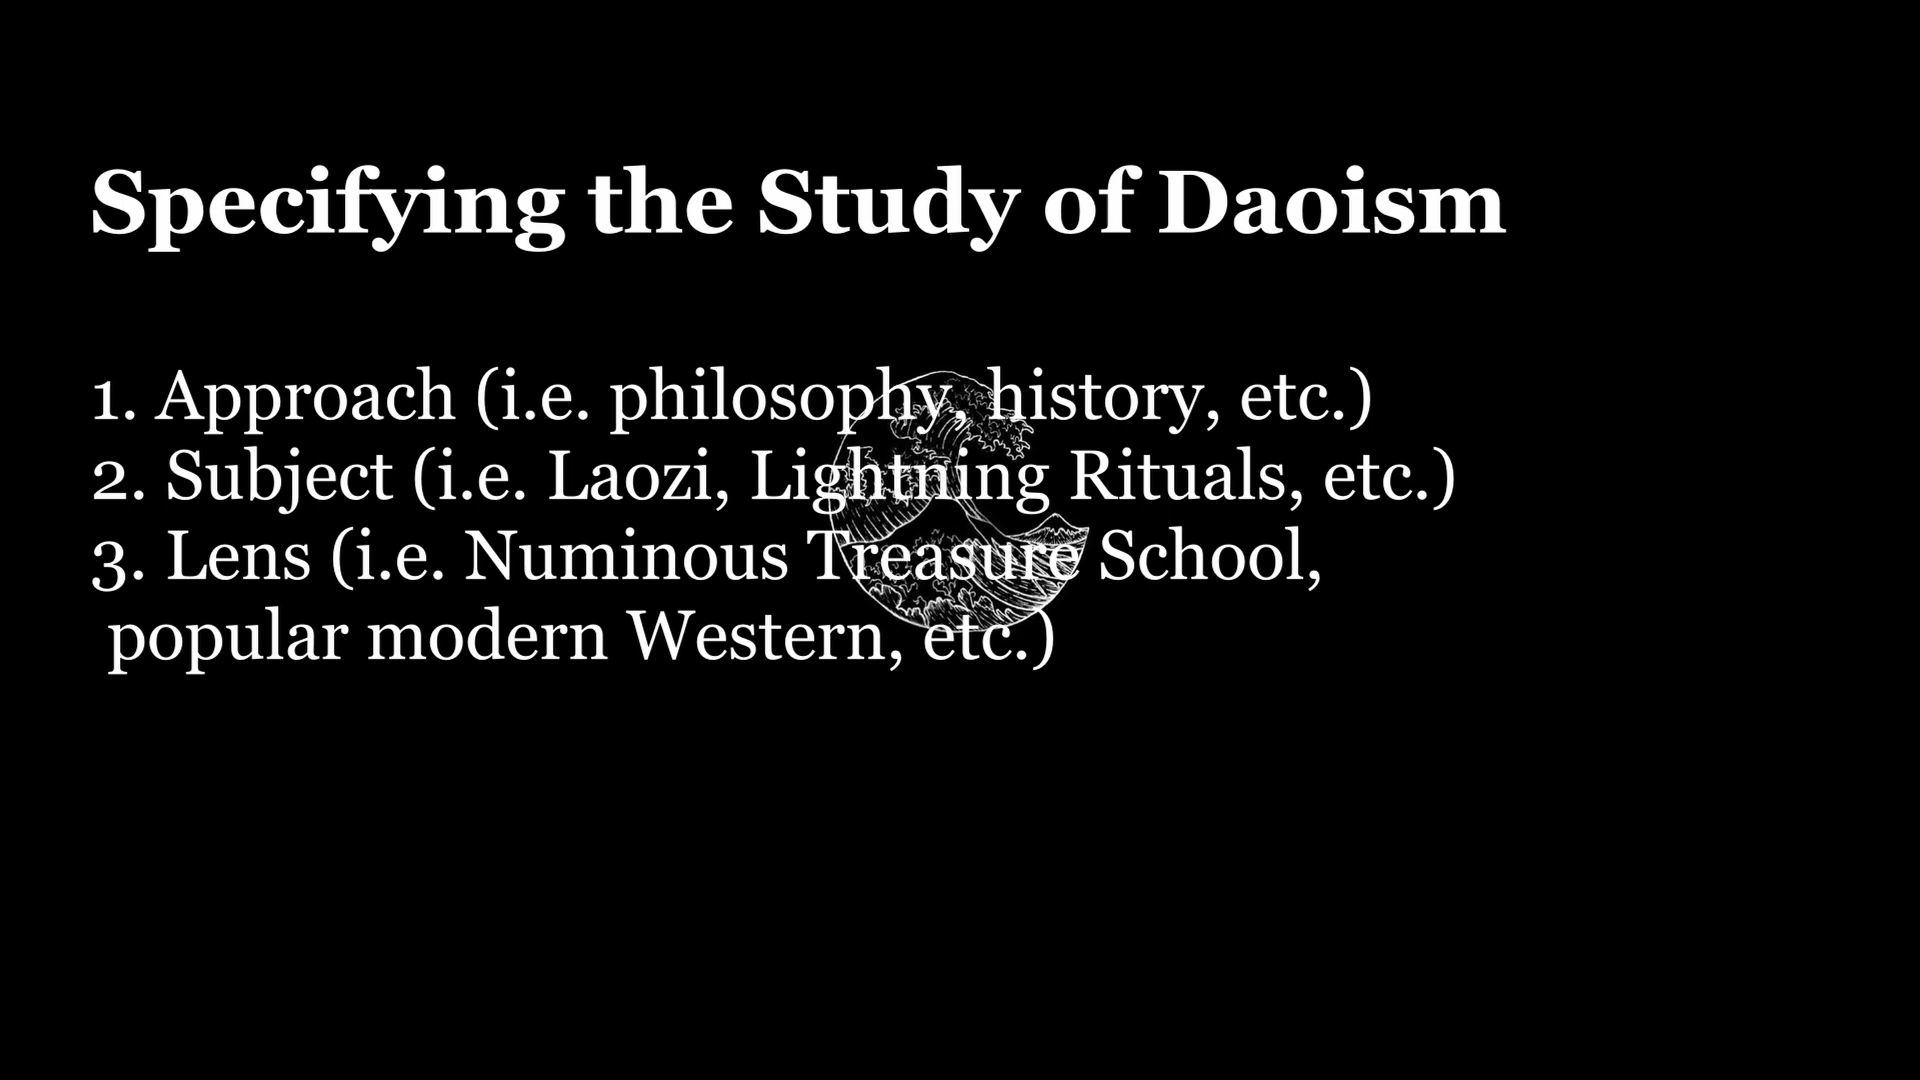 Specifying the Study of Daoism
1. Approach (i.e. philosophy, history, etc.)
2. Subject (i.e. Laozi, Lightning Rituals, etc.)
3. Lens (i.e. Numinous Treasure School,
popular modern Western, etc.)